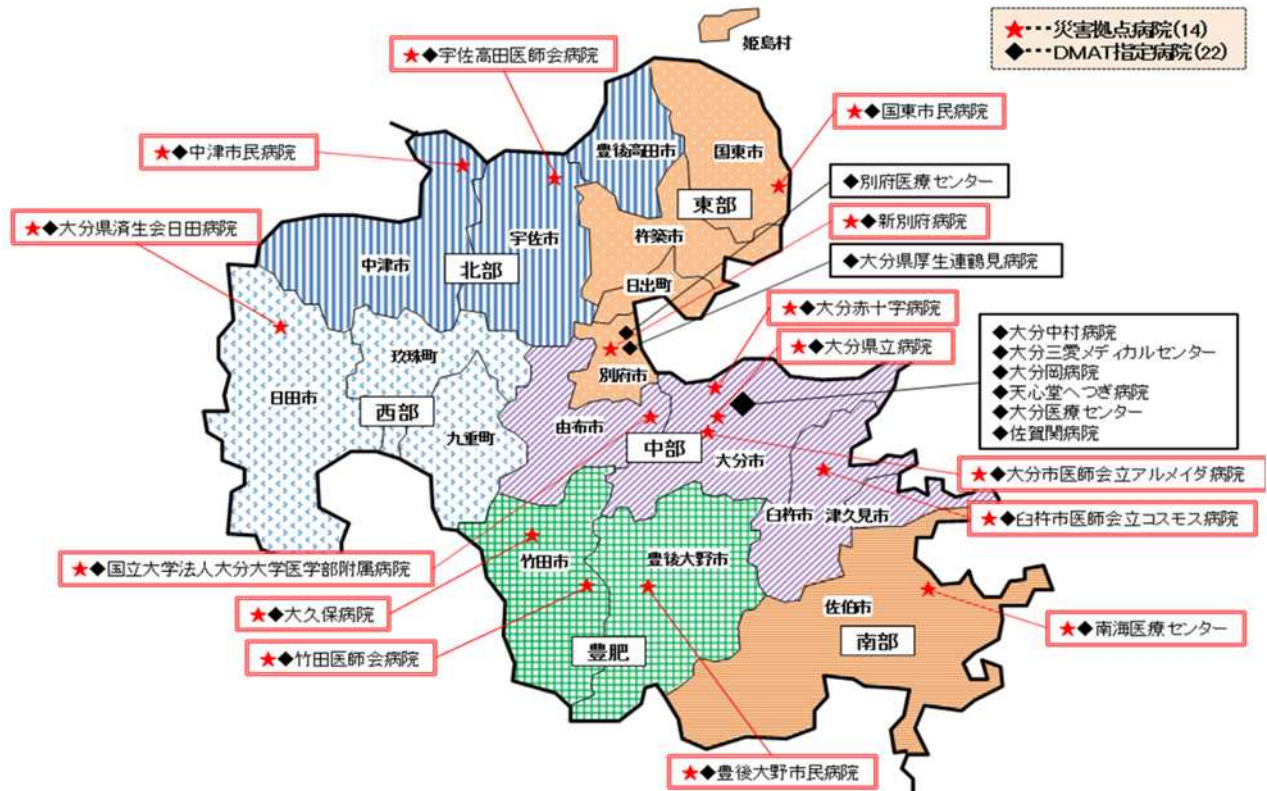 姫島村
★･･･災害拠点病院(14)
◆･･･DMAT指定病院(22)
★◆宇佐高田医師会病院
★◆国東市民病院
★◆中津市民病院
豊後高田市
国東市
◆別府医療センター
東部
★◆大分県済生会日田病院
★◆新別府病院
宇佐市
杵築市
中津市
北部
◆大分県厚生連鶴見病院
日出町
★◆大分赤十字病院
◆大分中村病院
◆大分三愛メディカルセンター
◆大分岡病院
◆天心堂へつぎ病院
◆大分医療センター
◆佐賀関病院
★◆大分県立病院
玖珠町
別府市
日田市
西部
九重町
由布市
中部
大分市
★◆大分市医師会立アルメイダ病院
臼杵市
津久見市
★◆臼杵市医師会立コスモス病院
竹田市
豊後大野市
★◆国立大学法人大分大学医学部附属病院
佐伯市
★◆大久保病院
★◆南海医療センター
南部
豊肥
★◆竹田医師会病院
★◆豊後大野市民病院